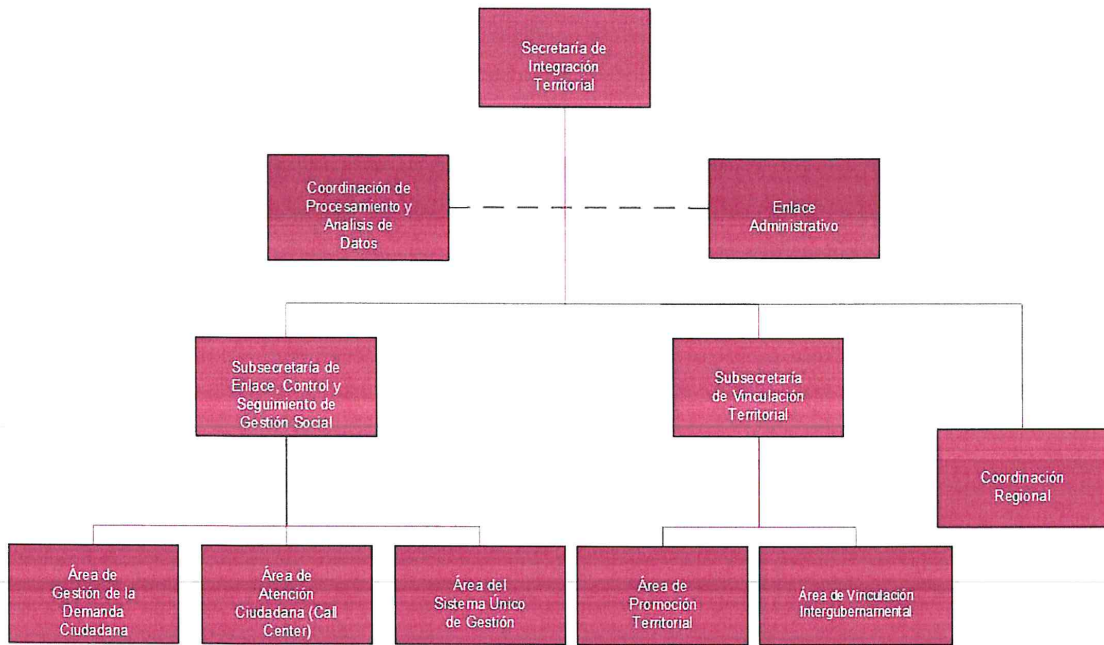 Secretaría de
Integración
Territorial
Coordinación de
Procesamiento y
Analisis de
Datos
Enlace
Administrativo
Subsecretaría de
Enlace, Control y
Seguimiento de
Gestión Social
Subsecretaría
de Vinculación
Territorial
Coordinación
Regional
Área de
Gestión de la
Demanda
Ciudadana
Área de
Atención
Ciudadana (Call
Center)
Área del
Sistema Único
de Gestión
Área de
Promoción
Territorial
Área de Vinculación
Intergubernamental